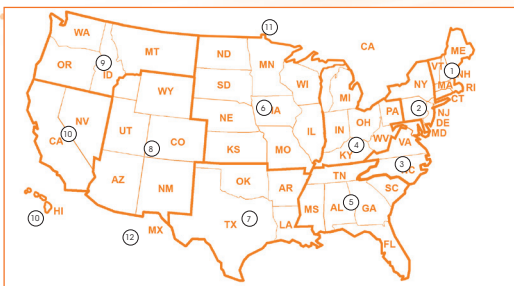 11
WA
ME
MT
ND
CA
MN
VT
1
NH
OR
9
ID
NY
MA
RI
SD
WI
MI
CT
WY
6
IA
PA
2
NJ
NE
OH
DE
NV
IN
MD
10
CA
UT
CO
IL
4
WV
VA
8
KS
MO
KY
3
NC
TN
AZ
NM
OK
AR
SC
10
HI
MS
AL
5
GA
TX
7
12
MX
LA
FL